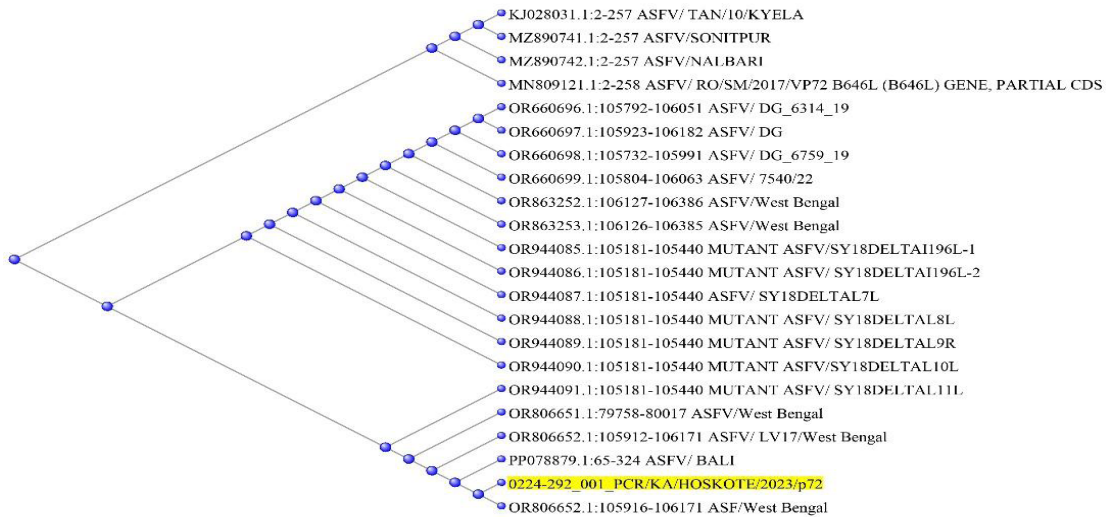 KJ028031.1:2-257 ASFV/ TAN/10/KYELA
MZ890741.1:2-257 ASFV/SONITPUR
MZ890742.1:2-257 ASFV/NALBARI
MN809121.1:2-258 ASFV/ RO/SM/2017/VP72 B646L (B646L) GENE, PARTIAL CDS
OR660696.1:105792-106051 ASFV/ DG_6314_19
OR660697.1:105923-106182 ASFV/ DG
OR660698.1:105732-105991 ASFV/ DG_6759_19
OR660699.1:105804-106063 ASFV/ 7540/22
OR863252.1:106127-106386 ASFV/West Bengal
OR863253.1:106126-106385 ASFV/West Bengal
OR944085.1:105181-105440 MUTANT ASFV/SY18DELTAI196L-1
OR944086.1:105181-105440 MUTANT ASFV/ SY18DELTAI196L-2
OR944087.1:105181-105440 ASFV/ SY18DELTAL7L
OR944088.1:105181-105440 MUTANT ASFV/ SY18DELTAL8L
OR944089.1:105181-105440 MUTANT ASFV/ SY18DELTAL9R
OR944090.1:105181-105440 MUTANT ASFV/SY18DELTAL10L
OR944091.1:105181-105440 MUTANT ASFV/ SY18DELTAL11L
OR806651.1:79758-80017 ASFV/West Bengal
OR806652.1:105912-106171 ASFV/ LV17/West Bengal
PP078879.1:65-324 ASFV/ BALI
0224-292_001_PCR/KA/HOSKOTE/2023/p72
OR806652.1:105916-106171 ASF/West Bengal